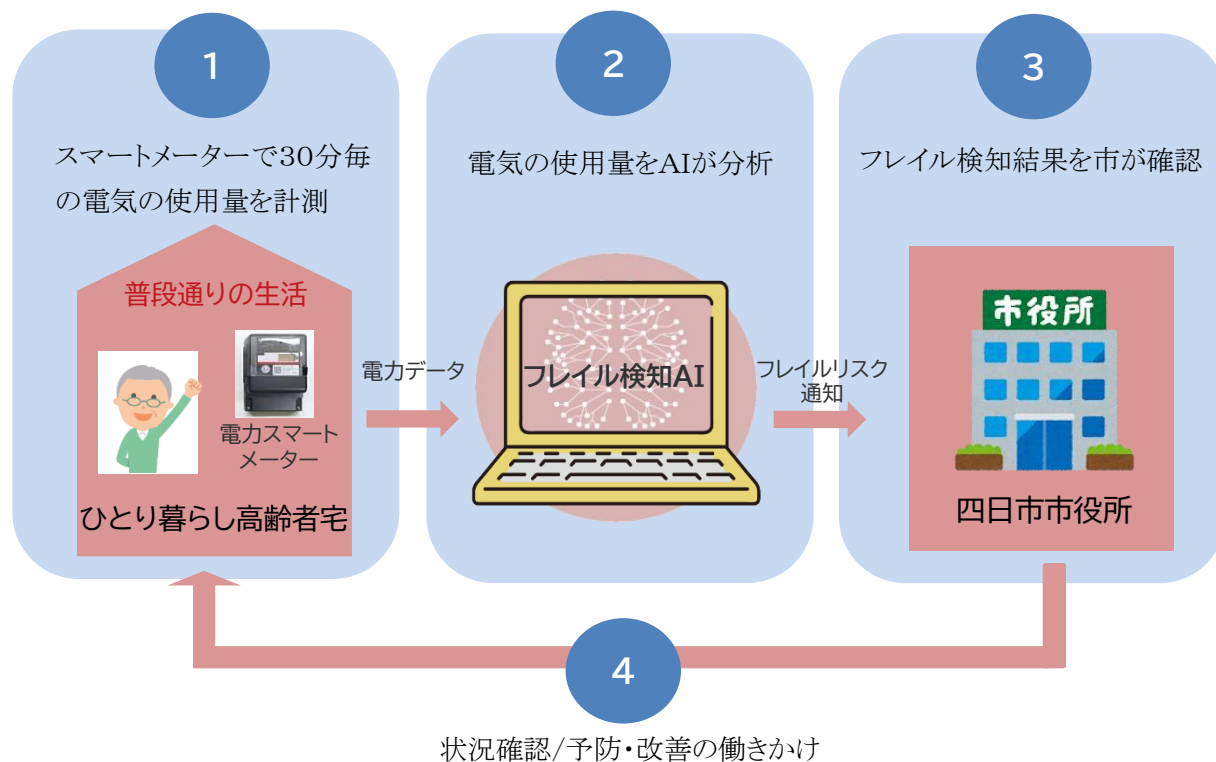 1
スマートメーターで30分毎
の電気の使用量を計測
普段通りの生活
電力スマート
メーター
ひとり暮らし高齢者宅
電力データ
2
電気の使用量をAIが分析
フレイル検知AI
フレイルリスク
通知
3
フレイル検知結果を市が確認
市役所
四日市市役所
4
状況確認/予防・改善の働きかけ